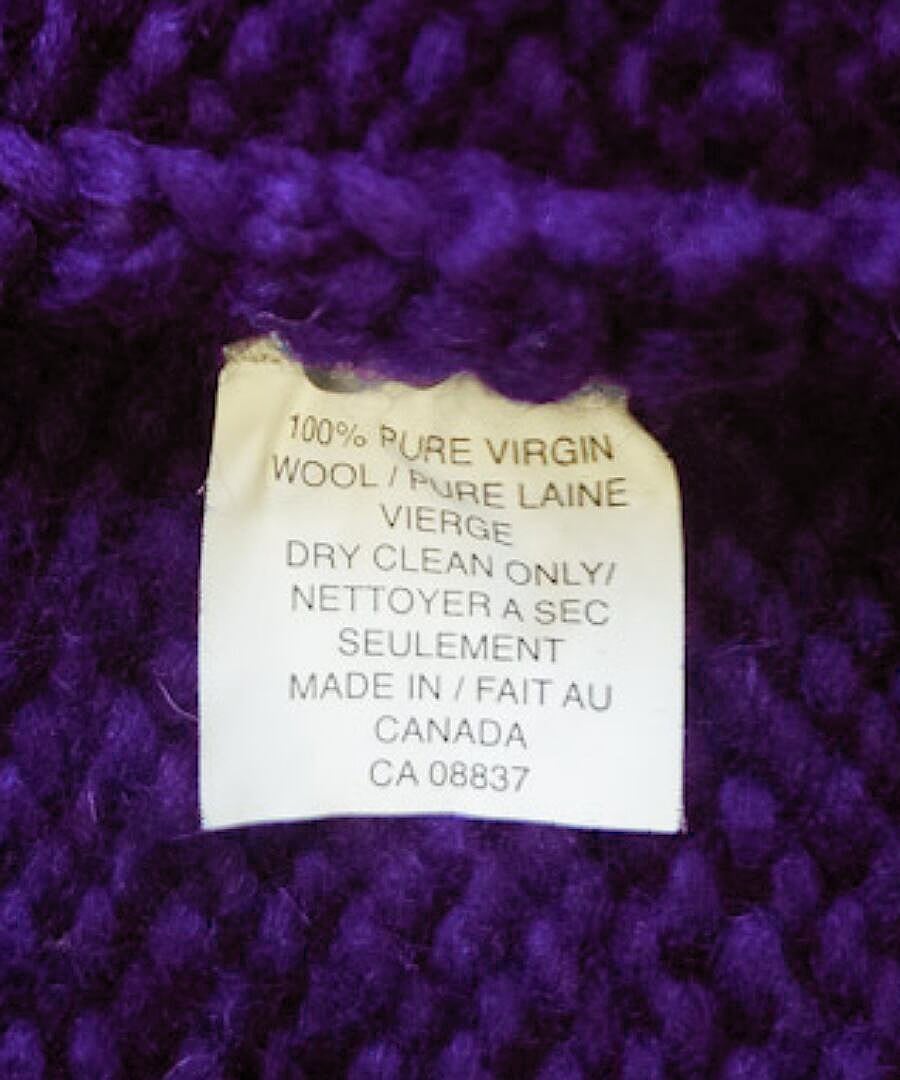 100% PURE VIRGIN
WOOL / PURE LAINE
VIERGE
DRY CLEAN ONLY/
NETTOYER A SEC
SEULEMENT
MADE IN / FAIT AU
CANADA
CA 08837